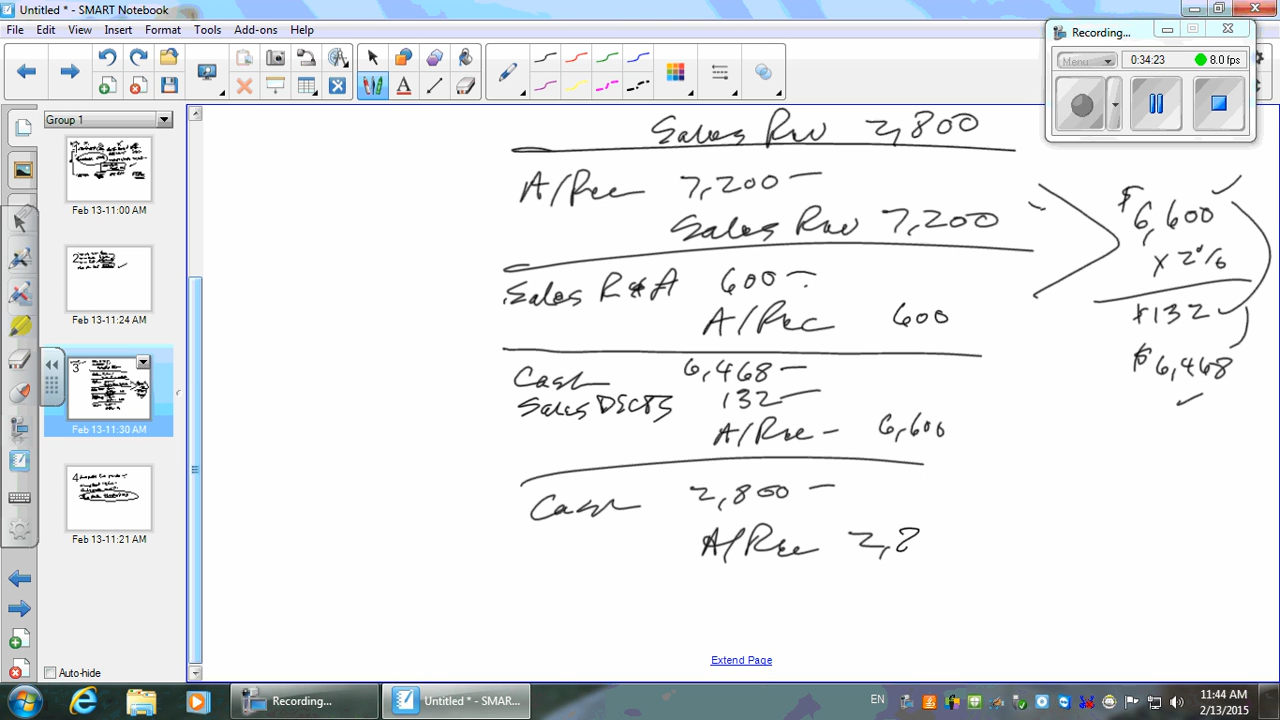 Untitled * - SMART Notebook
File Edit View Insert Format Tools Add-ons Help
Recording...
Menu 0:34:23 8.0 fps
Group 1
Feb 13-11:00 AM
2
Feb 13-11:24 AM
3
Feb 13-11:30 AM
4
Feb 13-11:21 AM
Auto-hide
Sales Rev 2,800
A/Rec 7,200 —
Sales Rev 7,200
Sales R&A 600 —
A/Rec 600
Cash 6,468 —
Sales DSCTS 132 —
A/Rec — 6,600
Cash 2,800 —
A/Rec 2,8
$6,600
x 2%
$132
$6,468
Extend Page
Recording...
Untitled * - SMAR...
EN
11:44 AM
2/13/2015